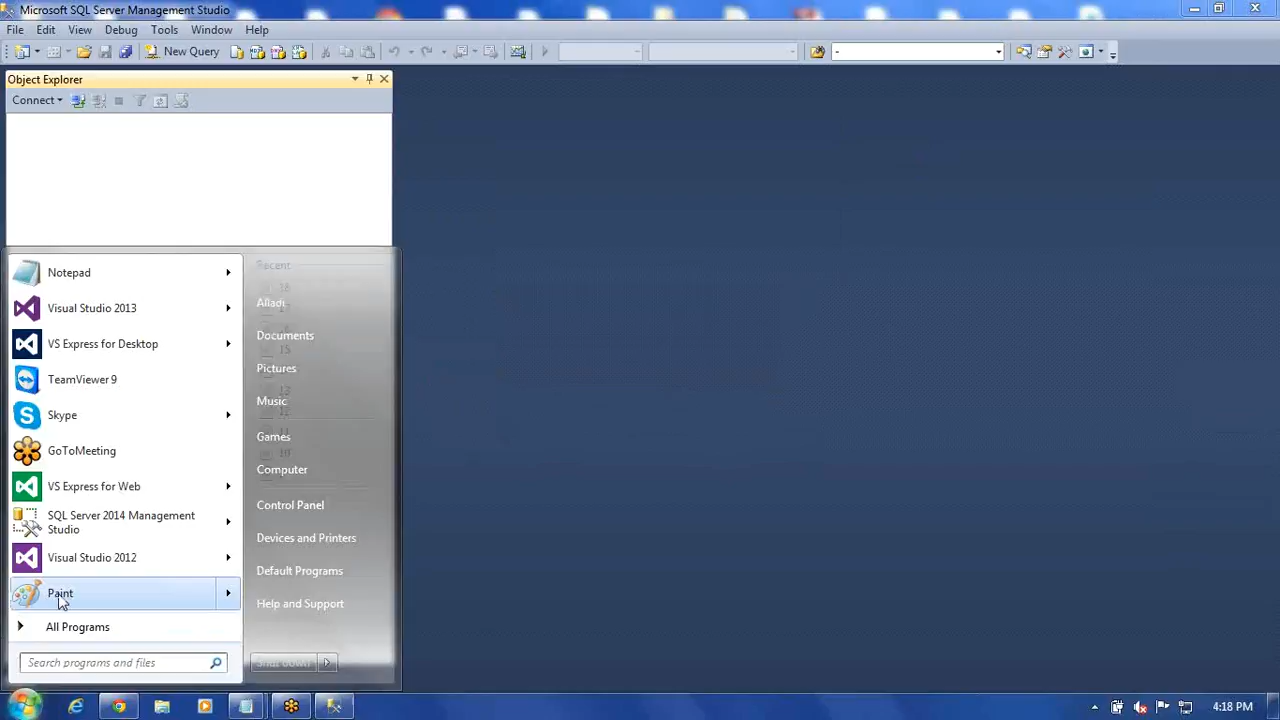 Microsoft SQL Server Management Studio
File Edit View Debug Tools Window Help
New Query
Object Explorer
Connect
Notepad
Visual Studio 2013
VS Express for Desktop
TeamViewer 9
Skype
GoToMeeting
VS Express for Web
SQL Server 2014 Management
Studio
Visual Studio 2012
Paint
All Programs
Search programs and files
Recent
Alladi
Documents
Pictures
Music
Games
Computer
Control Panel
Devices and Printers
Default Programs
Help and Support
Shut down
4:18 PM